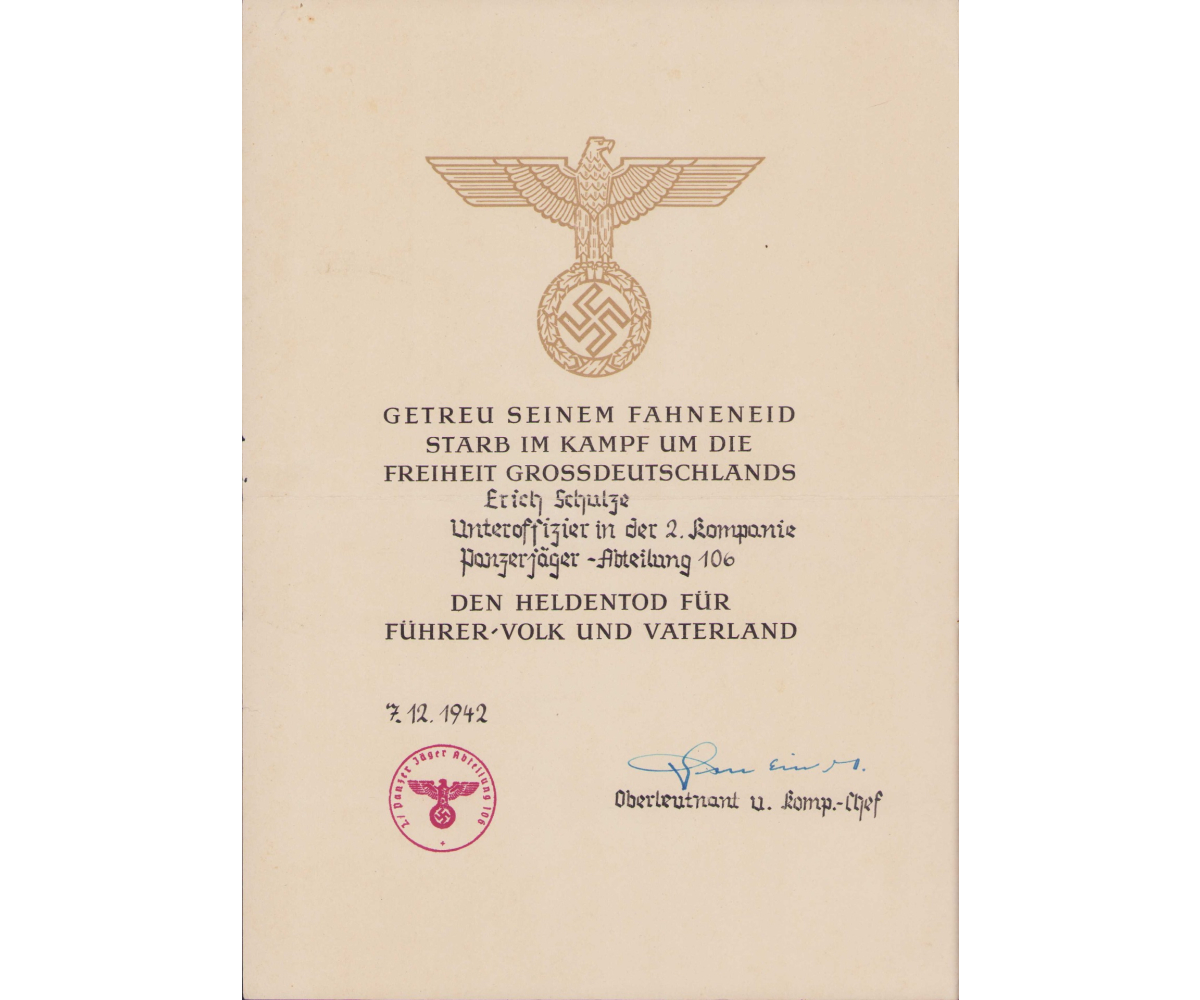 GETREU SEINEM FAHNENEID
STARB IM KAMPF UM DIE
FREIHEIT GROSSDEUTSCHLANDS
Erich Schulze
Unteroffizier in der 2. Kompanie
Panzerjäger-Abteilung 106
DEN HELDENTOD FÜR
FÜHRER-VOLK UND VATERLAND
7.12.1942
2./Panzer Jäger Abteilung 106
Oberleutnant u. Komp.-Chef